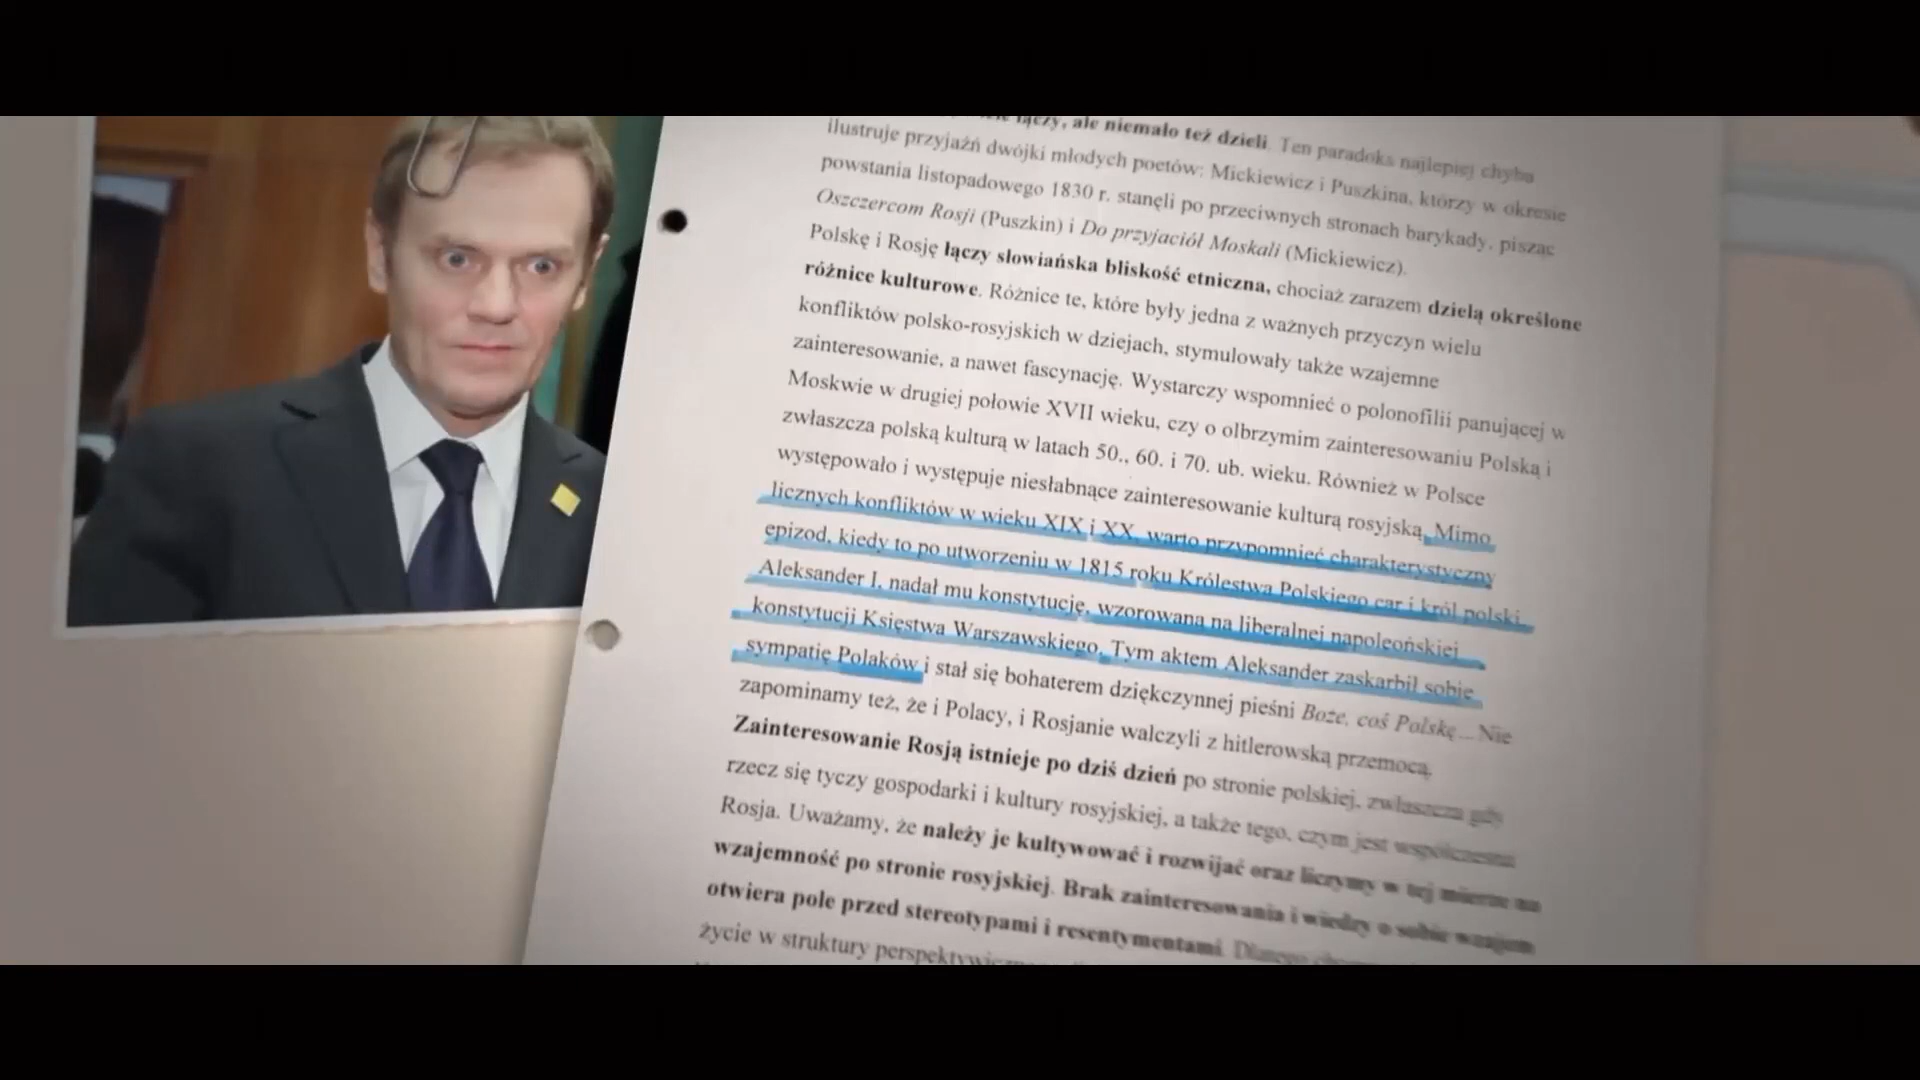 łączy, ale niemało też dzieli. Ten paradoks najlepiej chyba
ilustruje przyjaźń dwójki młodych poetów: Mickiewicz i Puszkina, którzy w okresie
powstania listopadowego 1830 r. stanęli po przeciwnych stronach barykady, pisząc
Oszczercom Rosji (Puszkin) i Do przyjaciół Moskali (Mickiewicz).
Polskę i Rosję łączy słowiańska bliskość etniczna, chociaż zarazem dzielą określone
różnice kulturowe. Różnice te, które były jedna z ważnych przyczyn wielu
konfliktów polsko-rosyjskich w dziejach, stymulowały także wzajemne
zainteresowanie, a nawet fascynację. Wystarczy wspomnieć o polonofilii panującej w
Moskwie w drugiej połowie XVII wieku, czy o olbrzymim zainteresowaniu Polską i
zwłaszcza polską kulturą w latach 50., 60. i 70. ub. wieku. Również w Polsce
występowało i występuje niesłabnące zainteresowanie kulturą rosyjską. Mimo
licznych konfliktów w wieku XIX i XX, warto przypomnieć charakterystyczny
epizod, kiedy to po utworzeniu w 1815 roku Królestwa Polskiego car i król polski
Aleksander I, nadał mu konstytucję, wzorowaną na liberalnej napoleońskiej
konstytucji Księstwa Warszawskiego. Tym aktem Aleksander zaskarbił sobie
sympatię Polaków i stał się bohaterem dziękczynnej pieśni Boże, coś Polskę... Nie
zapominamy też, że i Polacy, i Rosjanie walczyli z hitlerowską przemocą.
Zainteresowanie Rosją istnieje po dziś dzień po stronie polskiej, zwłaszcza gdy
rzecz się tyczy gospodarki i kultury rosyjskiej, a także tego, czym jest współczesna
Rosja. Uważamy, że należy je kultywować i rozwijać oraz liczymy w tej mierze na
wzajemność po stronie rosyjskiej. Brak zainteresowania i wiedzy o sobie wzajem
otwiera pole przed stereotypami i resentymentami. Dlatego
życie w struktury